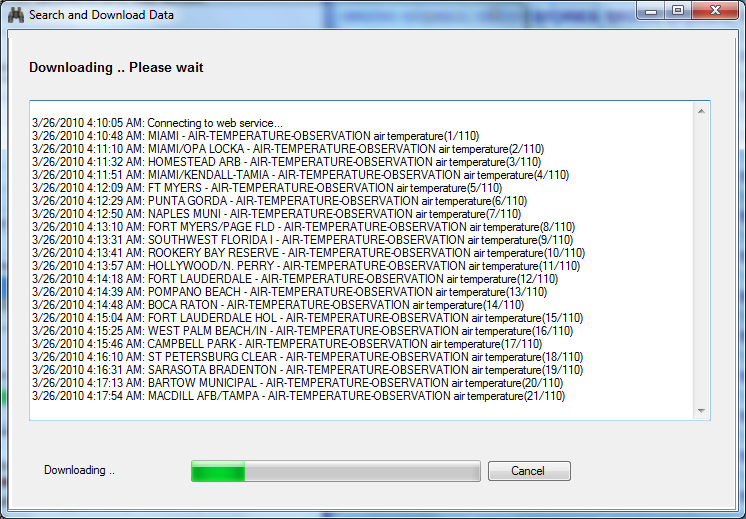 Search and Download Data
Downloading .. Please wait
3/26/2010 4:10:05 AM: Connecting to web service...
3/26/2010 4:10:48 AM: MIAMI - AIR-TEMPERATURE-OBSERVATION air temperature(1/110)
3/26/2010 4:11:10 AM: MIAMI/OPA LOCKA - AIR-TEMPERATURE-OBSERVATION air temperature(2/110)
3/26/2010 4:11:32 AM: HOMESTEAD ARB - AIR-TEMPERATURE-OBSERVATION air temperature(3/110)
3/26/2010 4:11:51 AM: MIAMI/KENDALL-TAMIA - AIR-TEMPERATURE-OBSERVATION air temperature(4/110)
3/26/2010 4:12:09 AM: FT MYERS - AIR-TEMPERATURE-OBSERVATION air temperature(5/110)
3/26/2010 4:12:29 AM: PUNTA GORDA - AIR-TEMPERATURE-OBSERVATION air temperature(6/110)
3/26/2010 4:12:50 AM: NAPLES MUNI - AIR-TEMPERATURE-OBSERVATION air temperature(7/110)
3/26/2010 4:13:10 AM: FORT MYERS/PAGE FLD - AIR-TEMPERATURE-OBSERVATION air temperature(8/110)
3/26/2010 4:13:31 AM: SOUTHWEST FLORIDA I - AIR-TEMPERATURE-OBSERVATION air temperature(9/110)
3/26/2010 4:13:41 AM: ROOKERY BAY RESERVE - AIR-TEMPERATURE-OBSERVATION air temperature(10/110)
3/26/2010 4:13:57 AM: HOLLYWOOD/N. PERRY - AIR-TEMPERATURE-OBSERVATION air temperature(11/110)
3/26/2010 4:14:18 AM: FORT LAUDERDALE - AIR-TEMPERATURE-OBSERVATION air temperature(12/110)
3/26/2010 4:14:39 AM: POMPANO BEACH - AIR-TEMPERATURE-OBSERVATION air temperature(13/110)
3/26/2010 4:14:48 AM: BOCA RATON - AIR-TEMPERATURE-OBSERVATION air temperature(14/110)
3/26/2010 4:15:04 AM: FORT LAUDERDALE HOL - AIR-TEMPERATURE-OBSERVATION air temperature(15/110)
3/26/2010 4:15:25 AM: WEST PALM BEACH/IN - AIR-TEMPERATURE-OBSERVATION air temperature(16/110)
3/26/2010 4:15:46 AM: CAMPBELL PARK - AIR-TEMPERATURE-OBSERVATION air temperature(17/110)
3/26/2010 4:16:10 AM: ST PETERSBURG CLEAR - AIR-TEMPERATURE-OBSERVATION air temperature(18/110)
3/26/2010 4:16:31 AM: SARASOTA BRADENTON - AIR-TEMPERATURE-OBSERVATION air temperature(19/110)
3/26/2010 4:17:13 AM: BARTOW MUNICIPAL - AIR-TEMPERATURE-OBSERVATION air temperature(20/110)
3/26/2010 4:17:54 AM: MACDILL AFB/TAMPA - AIR-TEMPERATURE-OBSERVATION air temperature(21/110)
Downloading ..
Cancel